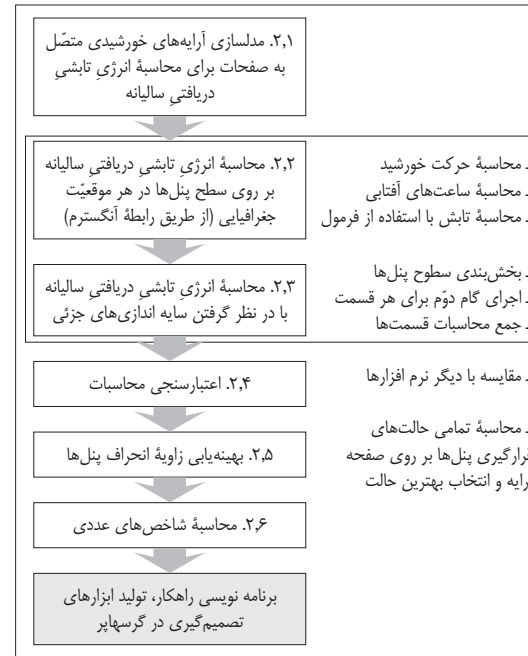 ۲,۱. مدلسازی آرایه‌های خورشیدی متصّل
به صفحات برای محاسبهٔ انرژیِ تابشیِ
دریافتیِ سالیانه
۲,۲. محاسبهٔ انرژیِ تابشیِ دریافتیِ سالیانه
بر روی سطح پنل‌ها در هر موقعیّت
جغرافیایی (از طریق رابطهٔ آنگسترم)
. محاسبهٔ حرکت خورشید
. محاسبهٔ ساعت‌های آفتابی
. محاسبهٔ تابش با استفاده از فرمول
۲,۳. محاسبهٔ انرژیِ تابشیِ دریافتیِ سالیانه
با در نظر گرفتن سایه اندازی‌های جزئی
. بخش‌بندی سطوح پنل‌ها
. اجرای گام دوّم برای هر قسمت
. جمع محاسبات قسمت‌ها
۲,۴. اعتبارسنجی محاسبات
. مقایسه با دیگر نرم افزارها
۲,۵. بهینه‌یابی زاویهٔ انحراف پنل‌ها
. محاسبهٔ تمامی حالت‌های
قرارگیری پنل‌ها بر روی صفحه
رایه و انتخاب بهترین حالت
۲,۶. محاسبهٔ شاخص‌های عددی
برنامه نویسی راهکار، تولید ابزارهای
تصمیم‌گیری در گرسهاپر